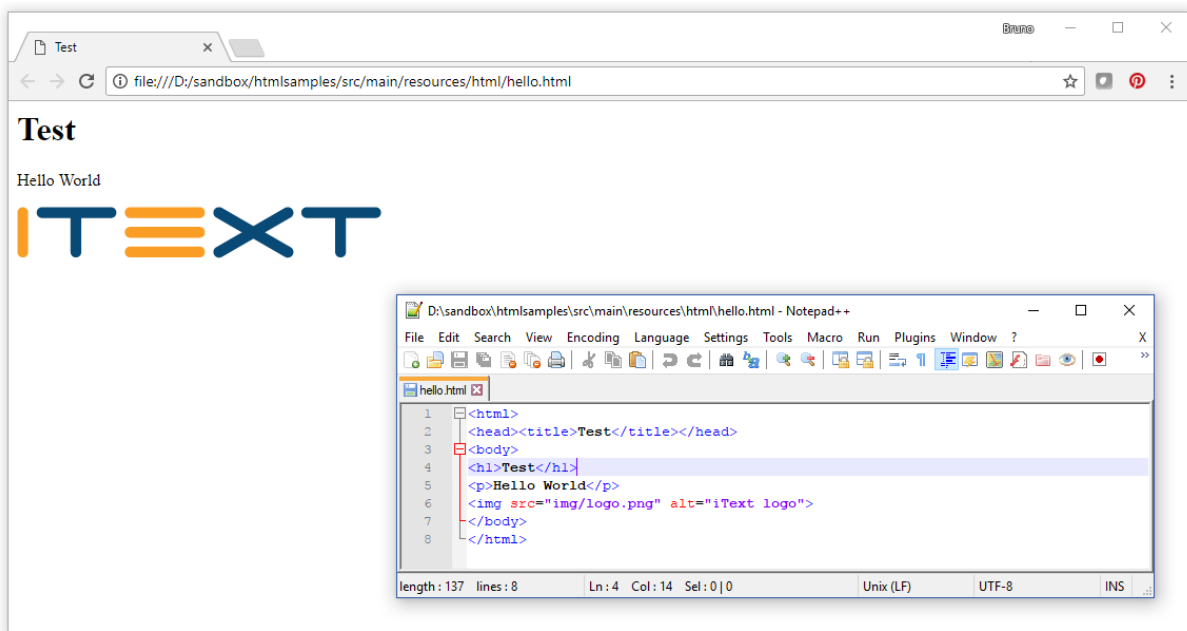 Bruno
Test
file:///D:/sandbox/htmlsamples/src/main/resources/html/hello.html
Test
Hello World
ITEXT
D:\sandbox\htmlsamples\src\main\resources\html\hello.html - Notepad++
File Edit Search View Encoding Language Settings Tools Macro Run Plugins Window ? X
hello.html
1 <html>
2 <head><title>Test</title></head>
3 <body>
4 <h1>Test</h1>
5 <p>Hello World</p>
6 <img src="img/logo.png" alt="iText logo">
7 </body>
8 </html>
length : 137 lines : 8 Ln : 4 Col : 14 Sel : 0 | 0 Unix (LF) UTF-8 INS